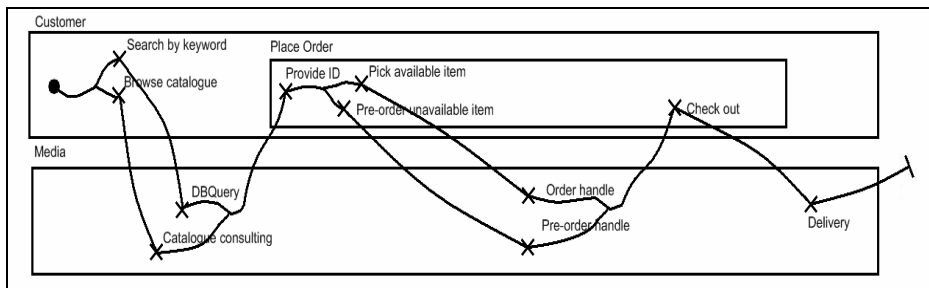 Customer
Search by keyword
Place Order
Browse catalogue
Provide ID
Pick available item
Pre-order unavailable item
Check out
Media
DBQuery
Order handle
Catalogue consulting
Pre-order handle
Delivery